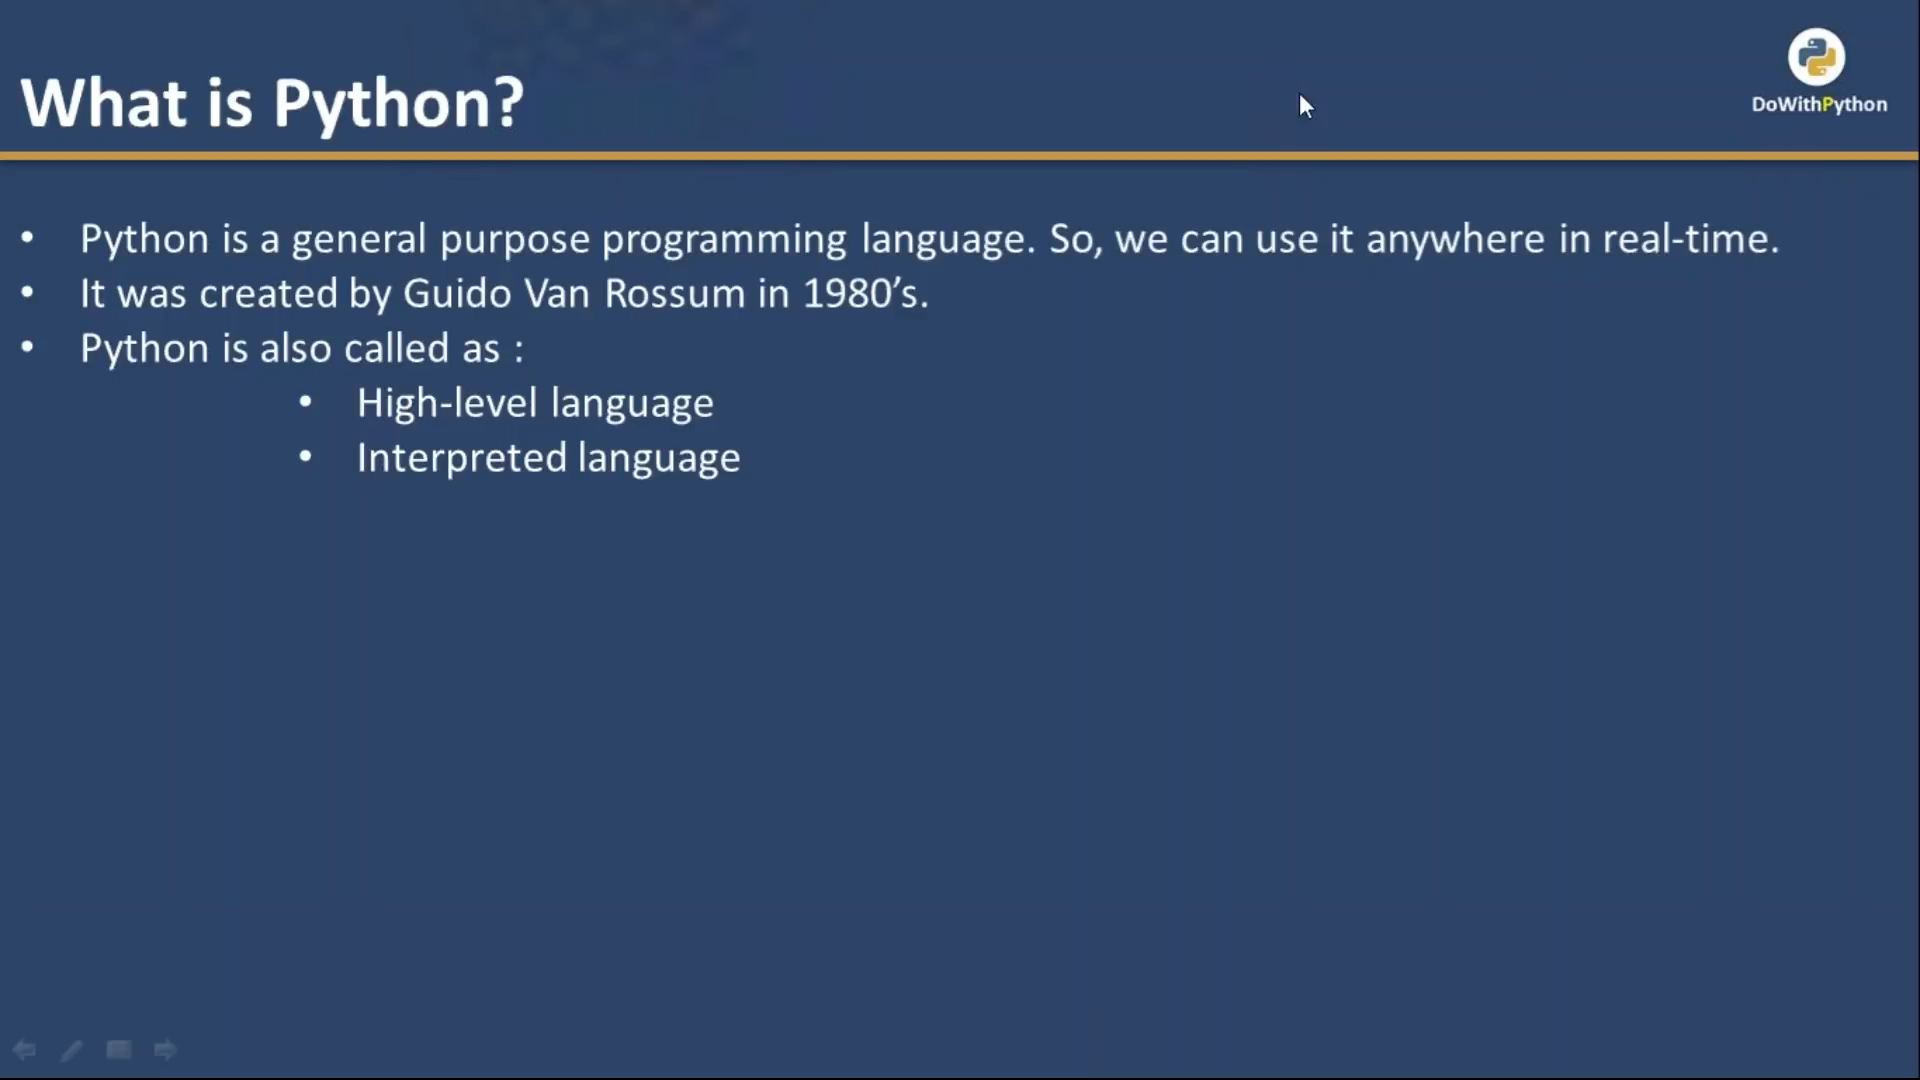 What is Python?
DoWithPython
• Python is a general purpose programming language. So, we can use it anywhere in real-time.
• It was created by Guido Van Rossum in 1980’s.
• Python is also called as :
• High-level language
• Interpreted language